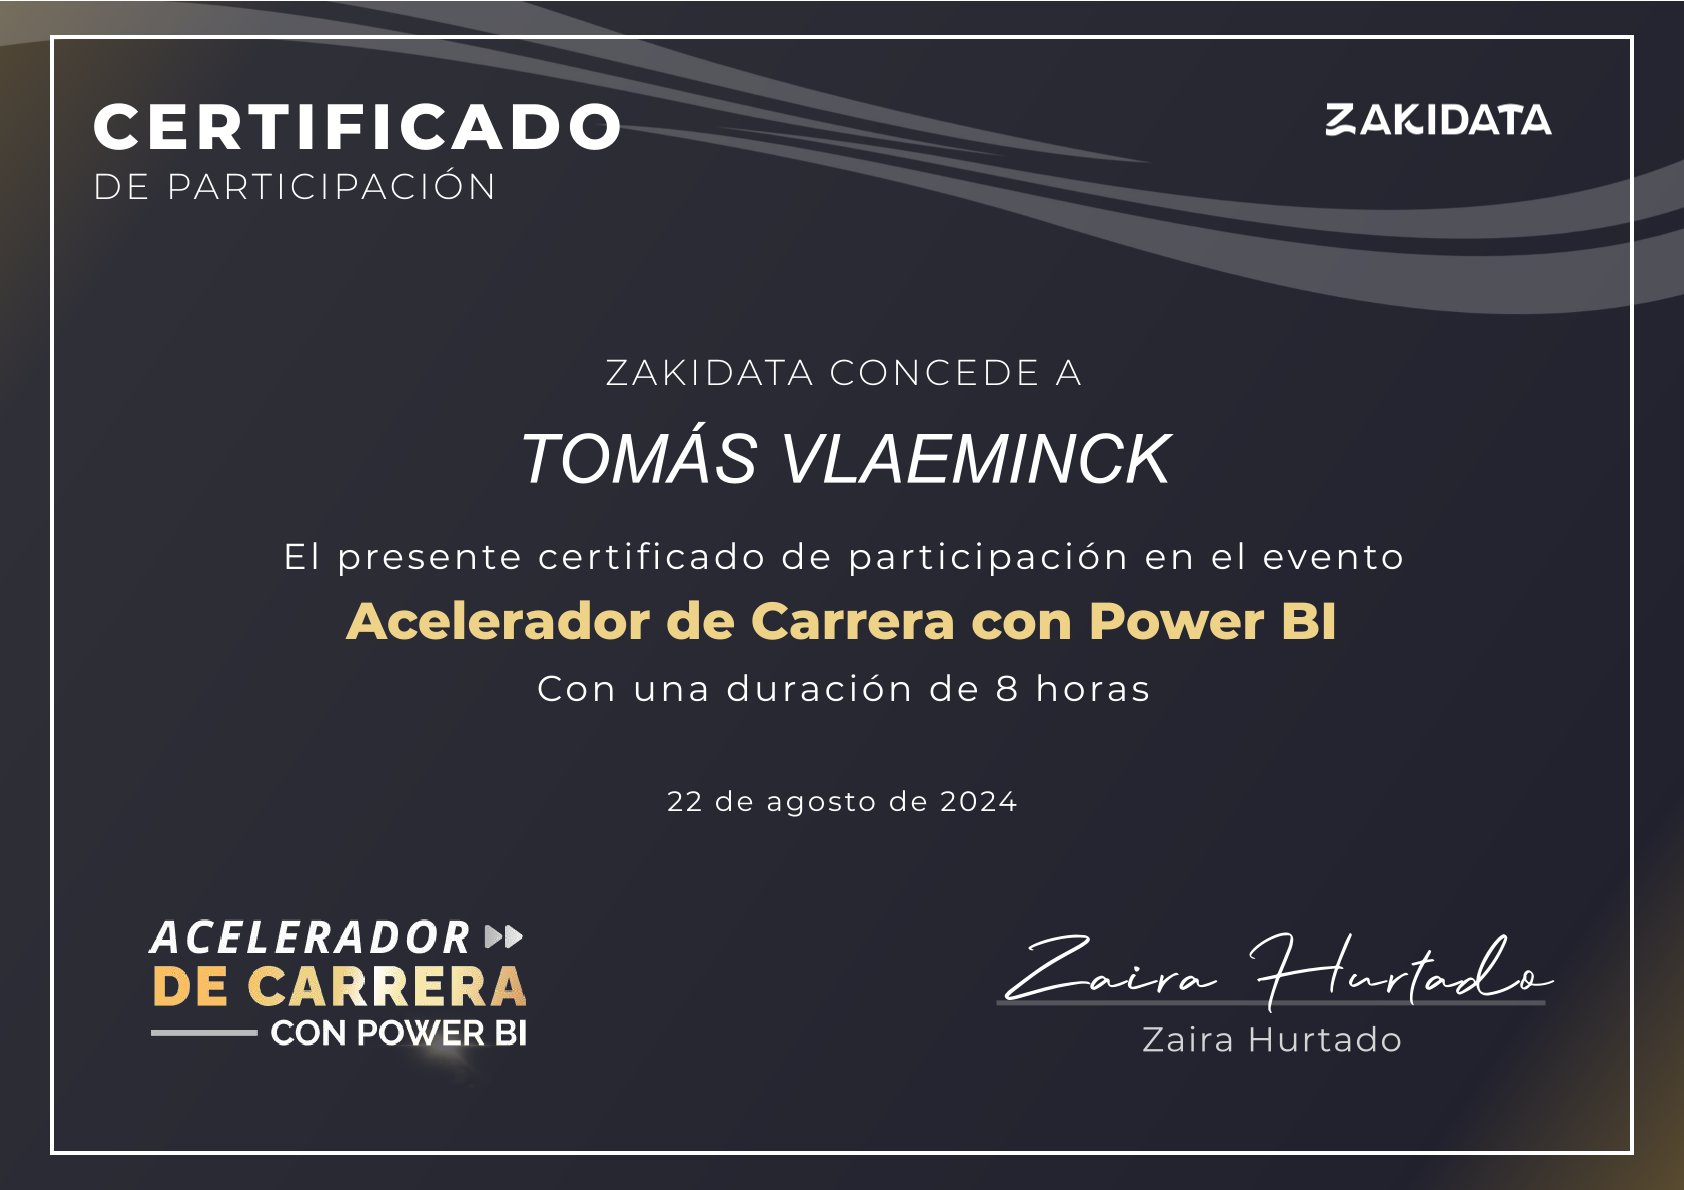 CERTIFICADO
DE PARTICIPACIÓN
ZAKIDATA
ZAKIDATA CONCEDE A
TOMÁS VLAEMINCK
El presente certificado de participación en el evento
Acelerador de Carrera con Power BI
Con una duración de 8 horas
22 de agosto de 2024
ACELERADOR
DE CARRERA
CON POWER BI
Zaira Hurtado
Zaira Hurtado